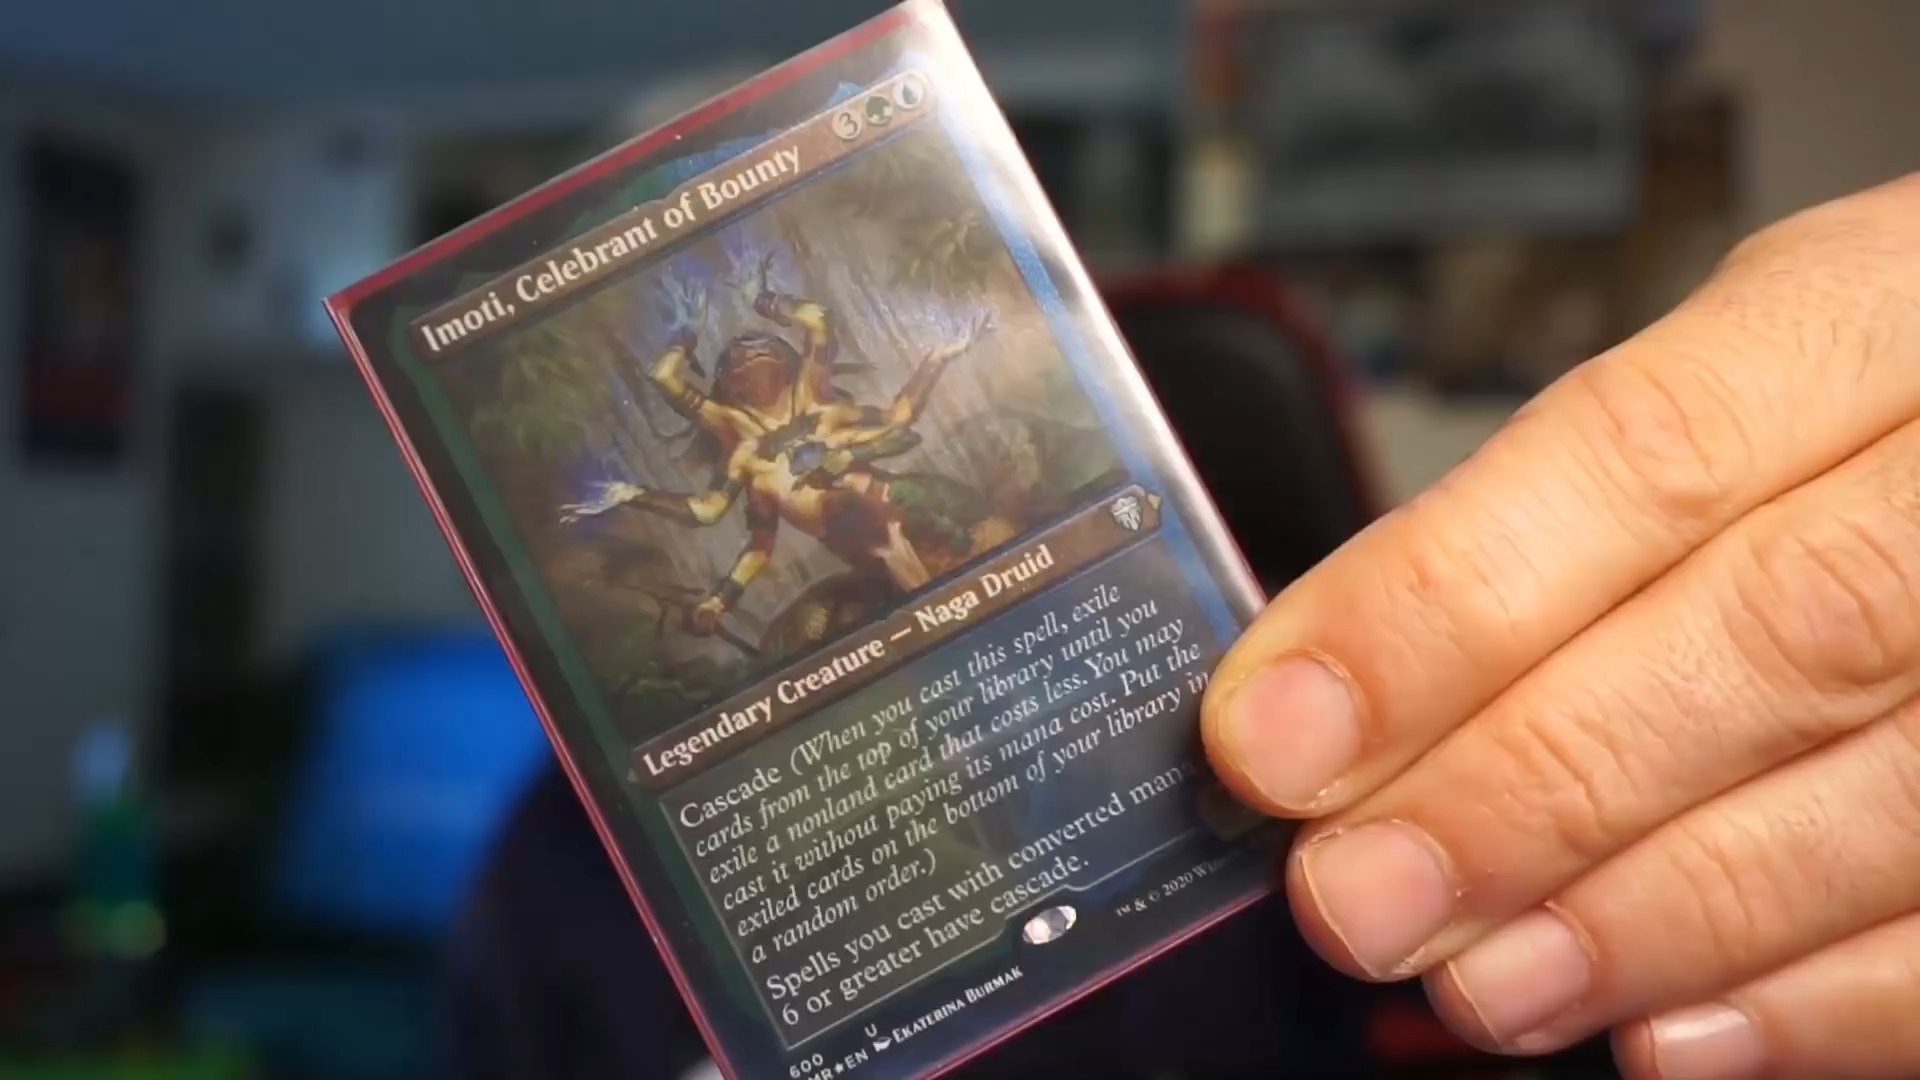 Imoti, Celebrant of Bounty 3
Legendary Creature — Naga Druid
Cascade (When you cast this spell, exile
cards from the top of your library until you
exile a nonland card that costs less. You may
cast it without paying its mana cost. Put the
exiled cards on the bottom of your library in
a random order.)
Spells you cast with converted mana
6 or greater have cascade.
600 U
EN EKATERINA BURMAK
™ & © 2020